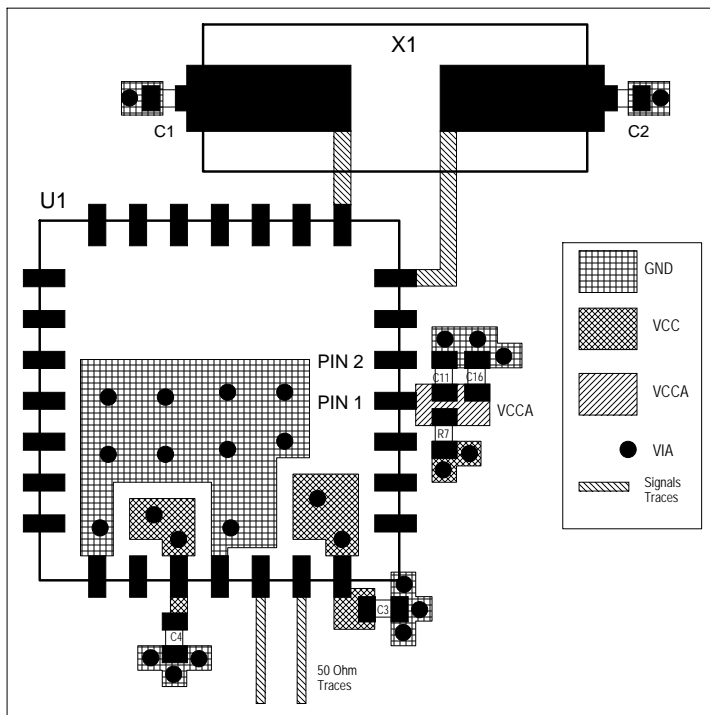 X1
C1
C2
U1
GND
VCC
PIN 2
C11
C16
VCCA
PIN 1
VCCA
R7
VIA
Signals
Traces
C3
C4
50 Ohm
Traces